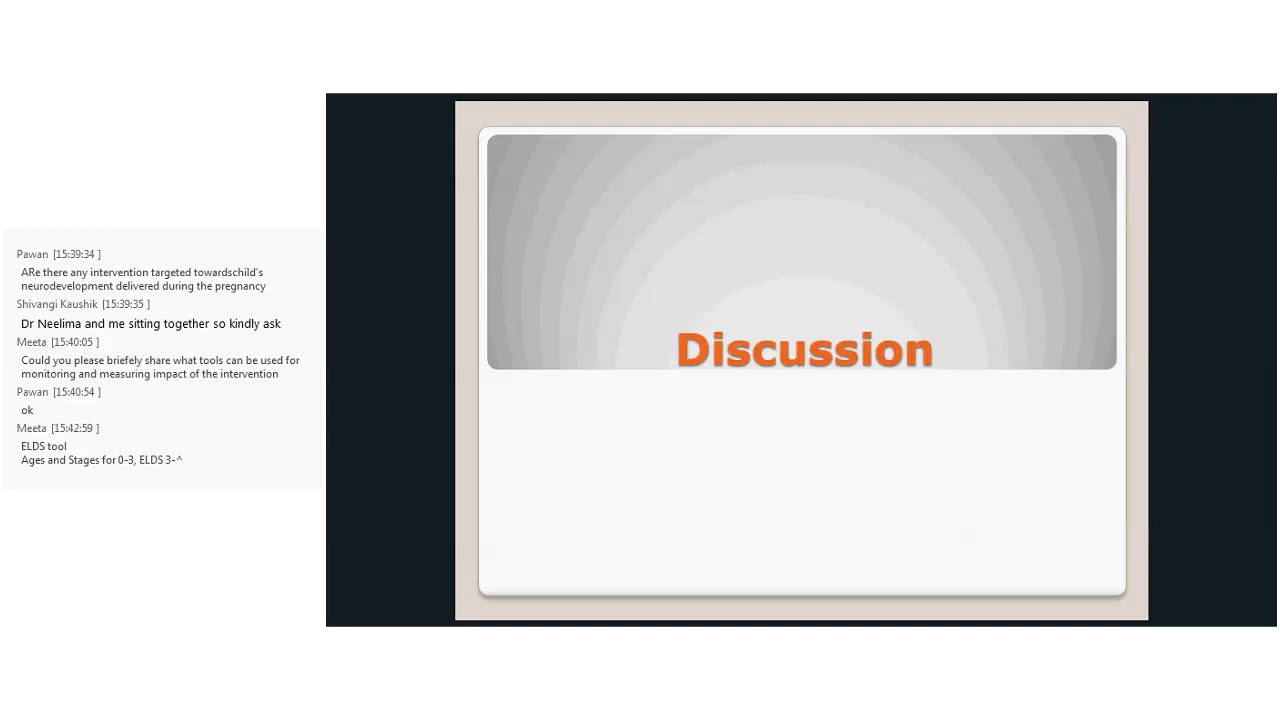 Pawan [15:39:34 ]
ARe there any intervention targeted towardschild's
neurodevelopment delivered during the pregnancy
Shivangi Kaushik [15:39:35 ]
Dr Neelima and me sitting together so kindly ask
Meeta [15:40:05 ]
Could you please briefely share what tools can be used for
monitoring and measuring impact of the intervention
Pawan [15:40:54 ]
ok
Meeta [15:42:59 ]
ELDS tool
Ages and Stages for 0-3, ELDS 3-^
Discussion